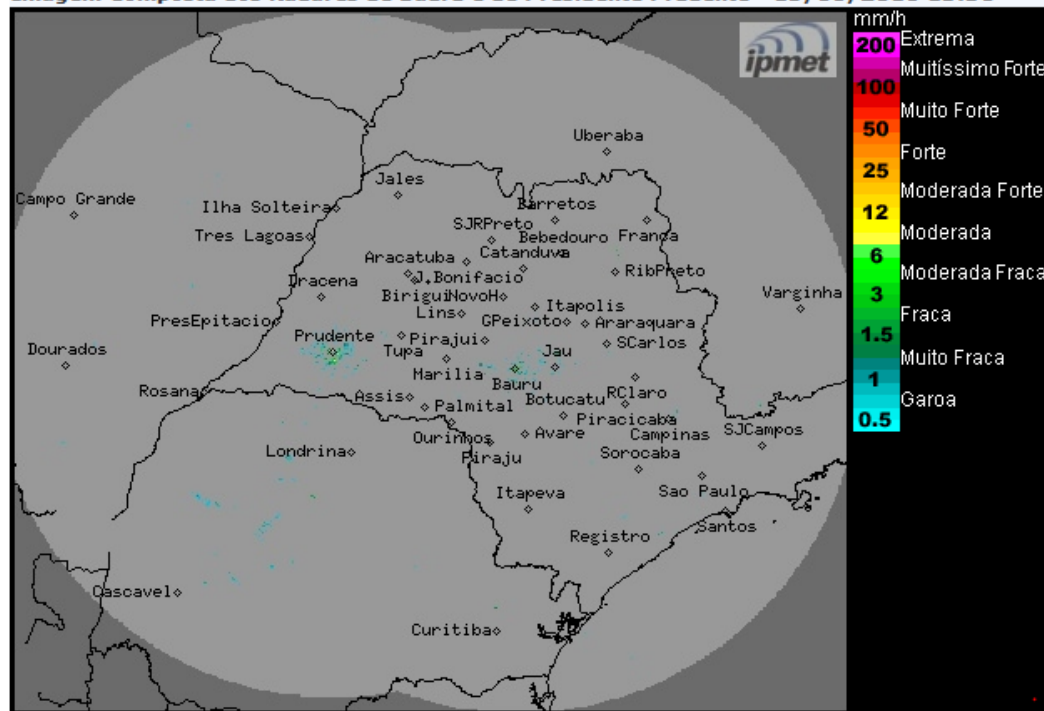 mm/h
200 Extrema
Muitíssimo Forte
100
Muito Forte
50
Forte
25
Moderada Forte
12
Moderada
6
Moderada Fraca
3
Fraca
1.5
Muito Fraca
1
Garoa
0.5
ipmet
Uberaba
Jales
Campo Grande
Ilha Solteira
Barretos
Tres Lagoas
SJRPreto
Bebedouro
Franca
Aracatuba
Catanduva
J.Bonifacio
RibPreto
Dracena
Birigui
NovoH
Itapolis
Varginha
Lins
PresEpitacio
GPeixoto
Araraquara
Prudente
Pirajui
SCarlos
Dourados
Tupa
Jau
Marilia
Bauru
Rosana
Assis
Botucatu
RClaro
Palmital
Piracicaba
Ourinhos
Avare
Campinas
SJCampos
Londrina
Piraju
Sorocaba
Itapeva
Sao Paulo
Santos
Registro
Cascavel
Curitiba